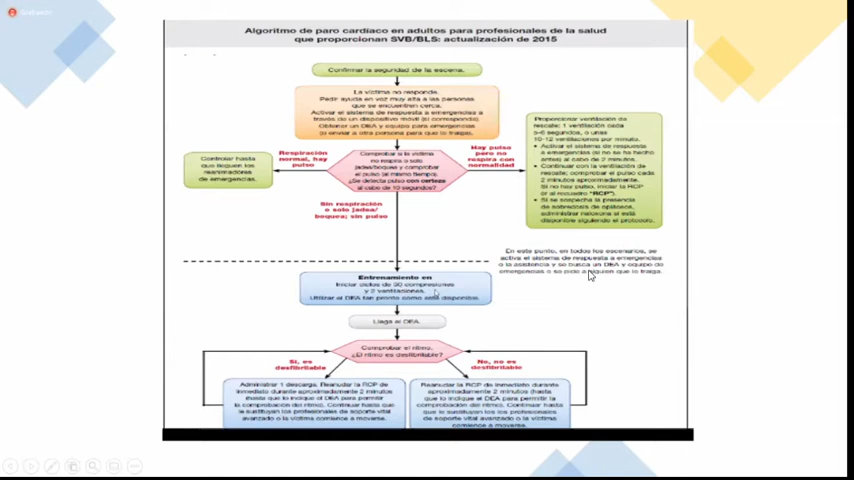 Grabando
Algoritmo de paro cardíaco en adultos para profesionales de la salud
que proporcionan SVB/BLS: actualización de 2015
Confirmar la seguridad de la escena.
La víctima no responde.
Pedir ayuda en voz muy alta a las personas
que se encuentren cerca.
Activar el sistema de respuesta a emergencias a
través de un dispositivo móvil (si corresponde).
Obtener un DEA y equipo para emergencias
(o enviar a otra persona para que lo traiga).
Respiración
normal, hay
pulso
Controlar hasta
que lleguen los
reanimadores
de emergencias.
Comprobar si la víctima
no respira o solo
jadea/boquea y comprobar
el pulso (al mismo tiempo).
¿Se detecta pulso con certeza
al cabo de 10 segundos?
Hay pulso
pero no
respira con
normalidad
Proporcionar ventilación de
rescate: 1 ventilación cada
5-6 segundos, o unas
10-12 ventilaciones por minuto.
• Activar el sistema de respuesta
a emergencias (si no se ha hecho
antes) al cabo de 2 minutos.
• Continuar con la ventilación de
rescate; comprobar el pulso cada
2 minutos aproximadamente.
Si no hay pulso, iniciar la RCP
(ir al recuadro "RCP").
• Si se sospecha la presencia
de sobredosis de opiáceos,
administrar naloxona si está
disponible siguiendo el protocolo.
Sin respiración
o solo jadea/
boquea; sin pulso
En este punto, en todos los escenarios, se
activa el sistema de respuesta a emergencias
o la asistencia y se busca un DEA y equipo de
emergencias o se pide a alguien que lo traiga.
Entrenamiento en
Iniciar ciclos de 30 compresiones
y 2 ventilaciones.
Utilizar el DEA tan pronto como esté disponible.
Llega el DEA.
Comprobar el ritmo.
¿El ritmo es desfibrilable?
Sí, es
desfibrilable
No, no es
desfibrilable
Administrar 1 descarga. Reanudar la RCP de
inmediato durante aproximadamente 2 minutos
(hasta que lo indique el DEA para permitir
la comprobación del ritmo). Continuar hasta que
le sustituyan los profesionales de soporte vital
avanzado o la víctima comience a moverse.
Reanudar la RCP de inmediato durante
aproximadamente 2 minutos (hasta
que lo indique el DEA para permitir la
comprobación del ritmo). Continuar hasta
que le sustituyan los los profesionales
de soporte vital avanzado o la víctima
comience a moverse.